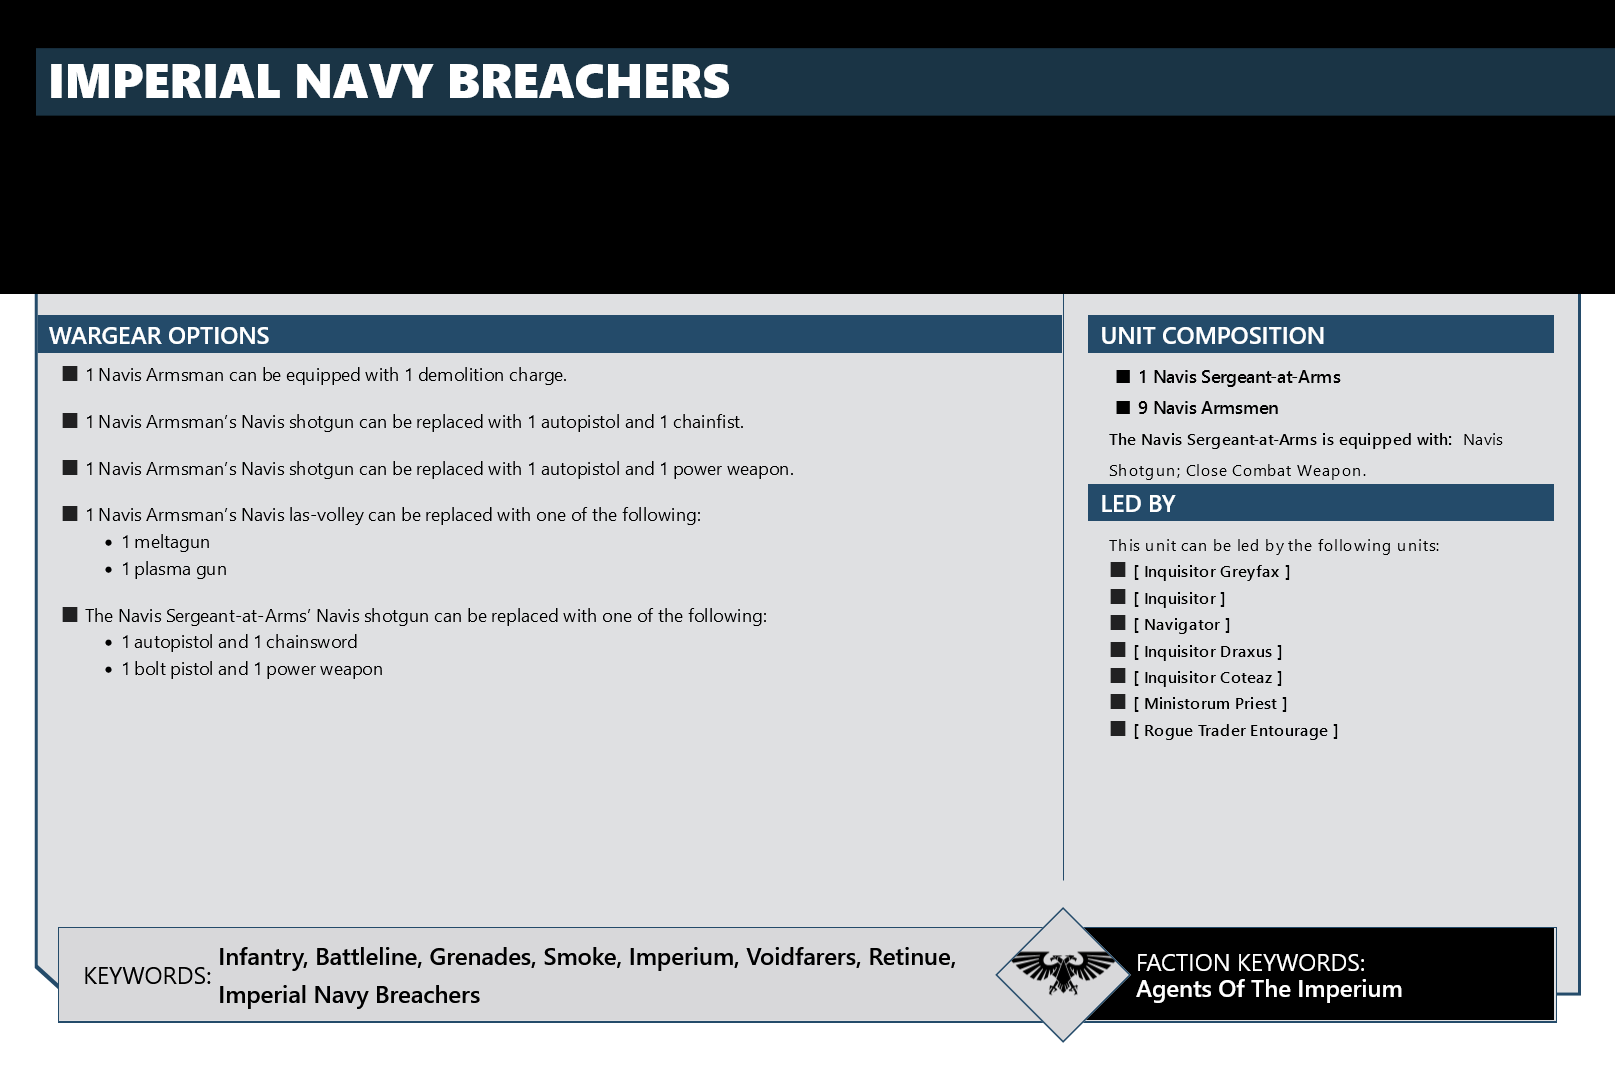 IMPERIAL NAVY BREACHERS
WARGEAR OPTIONS
1 Navis Armsman can be equipped with 1 demolition charge.
1 Navis Armsman’s Navis shotgun can be replaced with 1 autopistol and 1 chainfist.
1 Navis Armsman’s Navis shotgun can be replaced with 1 autopistol and 1 power weapon.
1 Navis Armsman’s Navis las-volley can be replaced with one of the following:
1 meltagun
1 plasma gun
The Navis Sergeant-at-Arms’ Navis shotgun can be replaced with one of the following:
1 autopistol and 1 chainsword
1 bolt pistol and 1 power weapon
UNIT COMPOSITION
1 Navis Sergeant-at-Arms
9 Navis Armsmen
The Navis Sergeant-at-Arms is equipped with: Navis
Shotgun; Close Combat Weapon.
LED BY
This unit can be led by the following units:
[ Inquisitor Greyfax ]
[ Inquisitor ]
[ Navigator ]
[ Inquisitor Draxus ]
[ Inquisitor Coteaz ]
[ Ministorum Priest ]
[ Rogue Trader Entourage ]
KEYWORDS: Infantry, Battleline, Grenades, Smoke, Imperium, Voidfarers, Retinue,
Imperial Navy Breachers
FACTION KEYWORDS:
Agents Of The Imperium